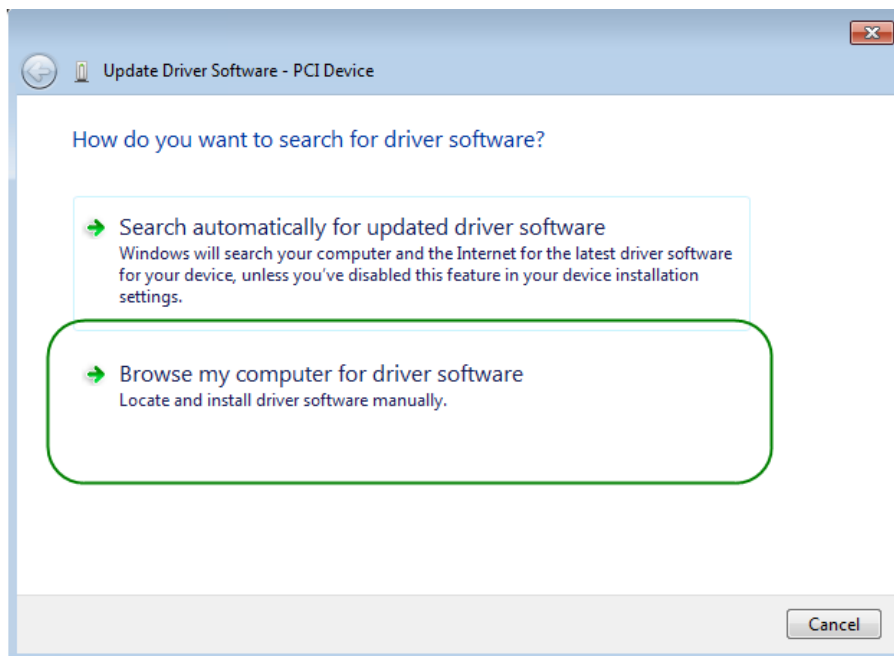 Update Driver Software - PCI Device
How do you want to search for driver software?
Search automatically for updated driver software
Windows will search your computer and the Internet for the latest driver software
for your device, unless you've disabled this feature in your device installation
settings.
Browse my computer for driver software
Locate and install driver software manually.
Cancel